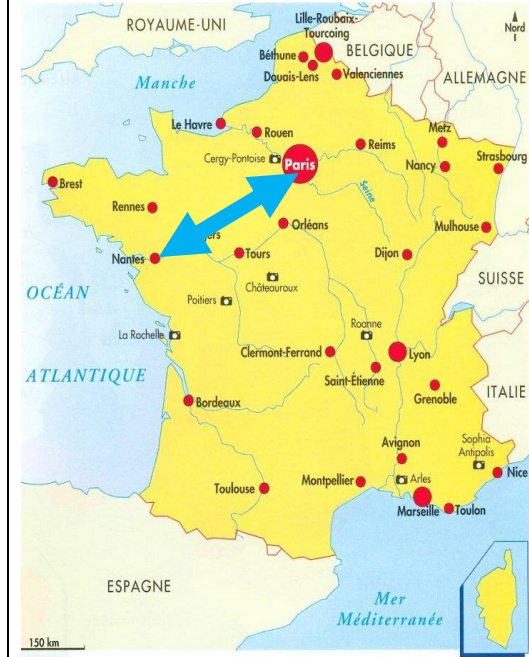 Lille-Roubaix-
Tourcoing
Nord
ROYAUME-UNI
BELGIQUE
Béthune
Douais-Lens
Valenciennes
ALLEMAGNE
Manche
Le Havre
Rouen
Reims
Metz
Cergy-Pontoise
Paris
Nancy
Strasbourg
Brest
Seine
Rennes
Orléans
Mulhouse
Nantes
Tours
Dijon
SUISSE
Châteauroux
OCÉAN
Poitiers
La Rochelle
Roanne
Clermont-Ferrand
Lyon
ATLANTIQUE
Saint-Étienne
Grenoble
ITALIE
Bordeaux
Avignon
Sophia
Antipolis
Nice
Toulouse
Montpellier
Arles
Marseille
Toulon
ESPAGNE
Mer
Méditerranée
150 km